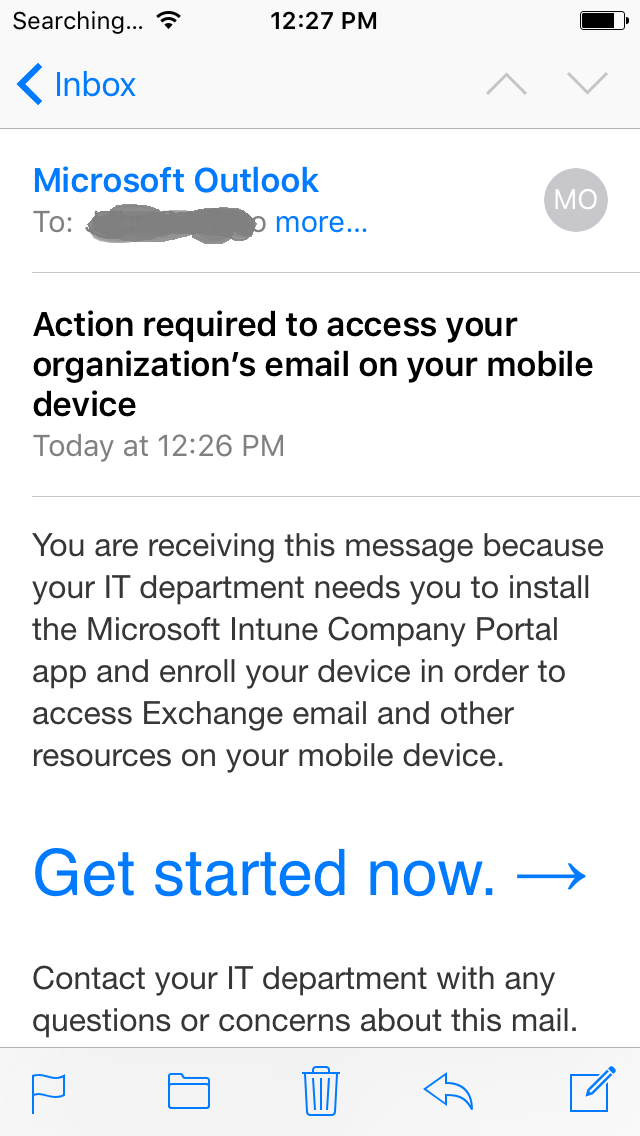 Searching... 12:27 PM
Inbox
Microsoft Outlook
MO
To: more...
Action required to access your
organization's email on your mobile
device
Today at 12:26 PM
You are receiving this message because
your IT department needs you to install
the Microsoft Intune Company Portal
app and enroll your device in order to
access Exchange email and other
resources on your mobile device.
Get started now. →
Contact your IT department with any
questions or concerns about this mail.